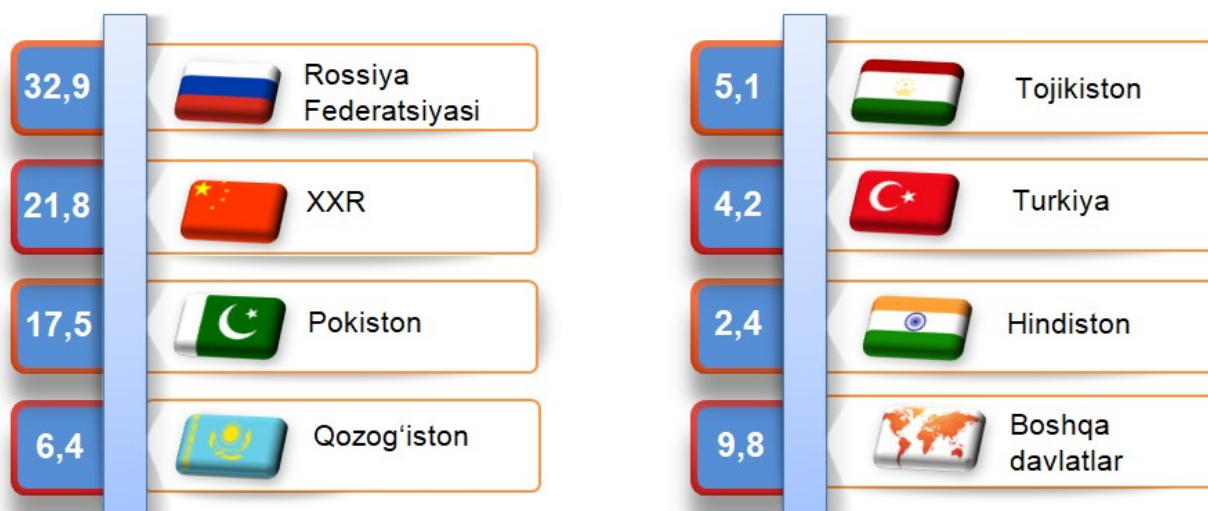 32,9
Rossiya
Federatsiyasi
21,8
XXR
17,5
Pokiston
6,4
Qozog‘iston
5,1
Tojikiston
4,2
Turkiya
2,4
Hindiston
9,8
Boshqa
davlatlar